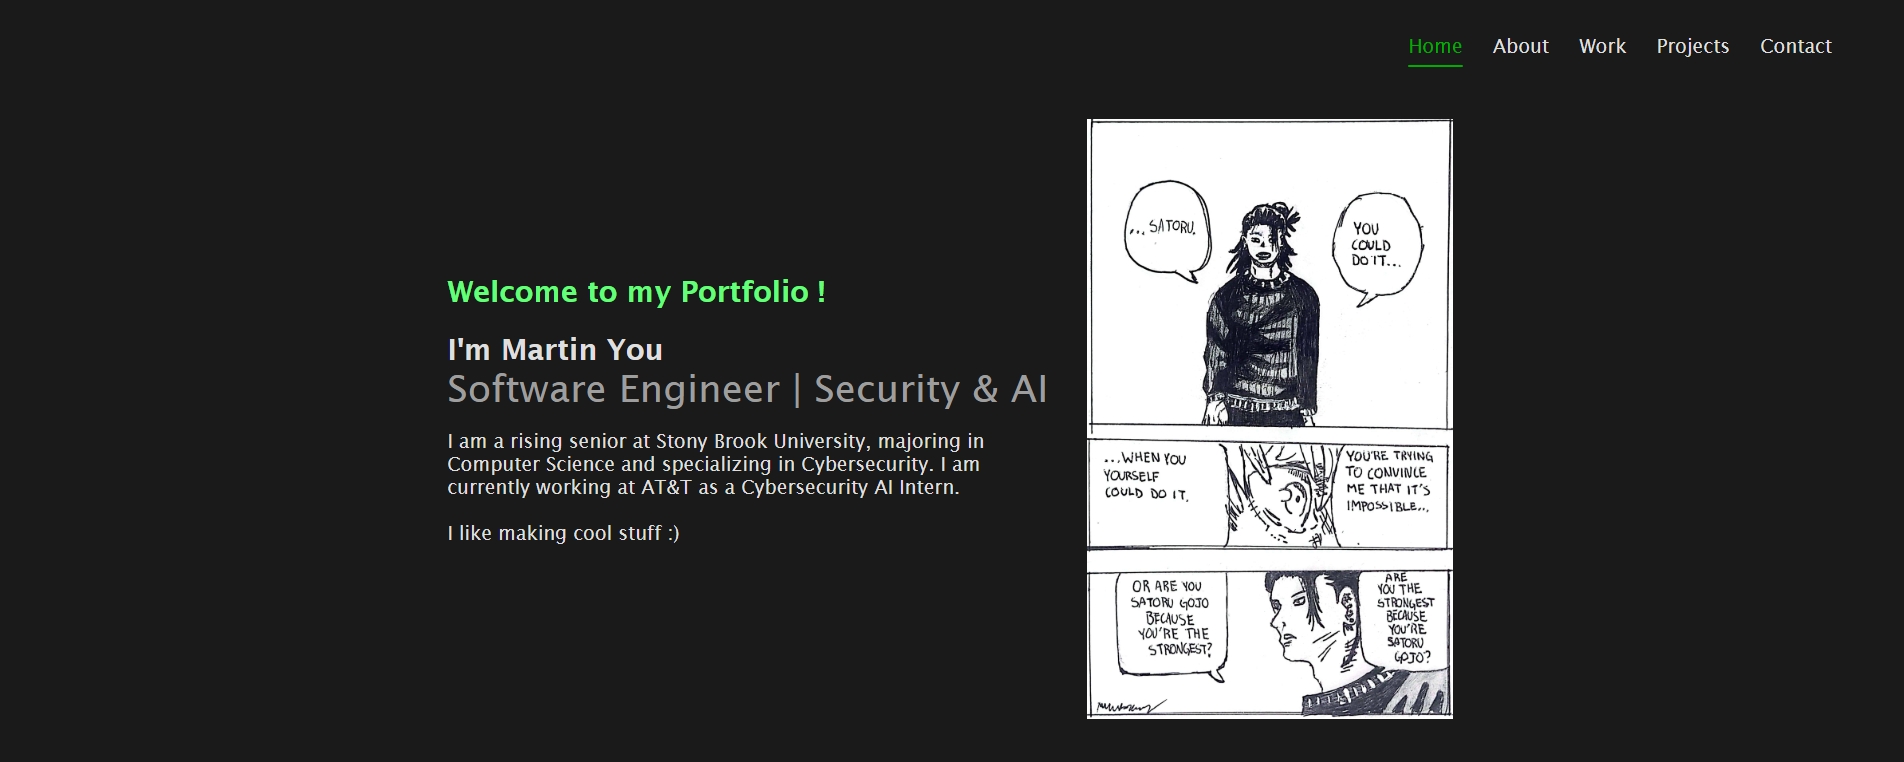 Home About Work Projects Contact
Welcome to my Portfolio !
I'm Martin You
Software Engineer | Security & AI
I am a rising senior at Stony Brook University, majoring in
Computer Science and specializing in Cybersecurity. I am
currently working at AT&T as a Cybersecurity AI Intern.
I like making cool stuff :)
...SATORU.
YOU
COULD
DO IT...
...WHEN YOU
YOURSELF
COULD DO IT.
YOU'RE TRYING
TO CONVINCE
ME THAT IT'S
IMPOSSIBLE...
OR ARE YOU
SATORU GOJO
BECAUSE
YOU'RE THE
STRONGEST?
ARE
YOU THE
STRONGEST
BECAUSE
YOU'RE
SATORU
GOJO?